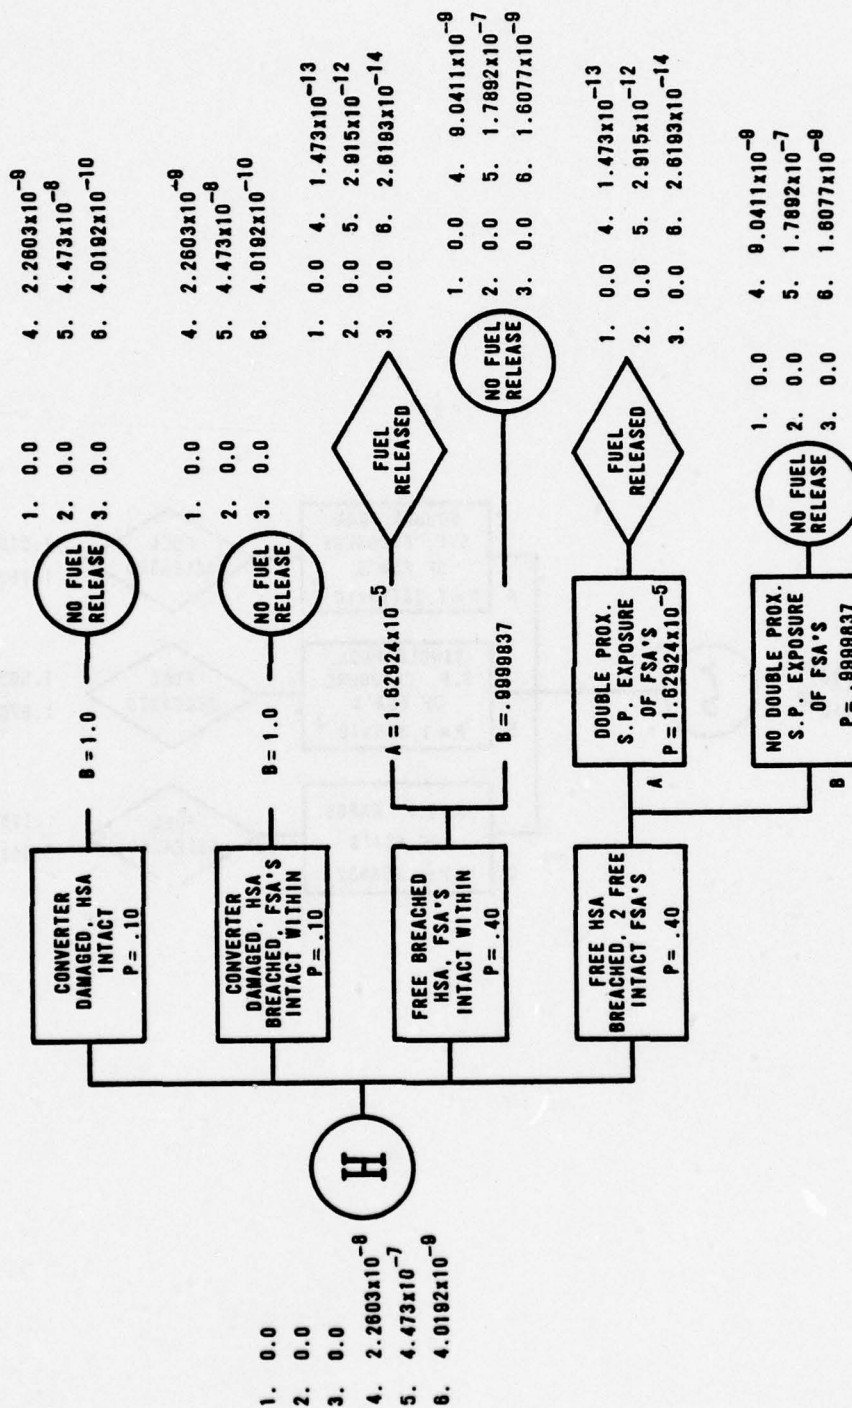 H
1. 0.0
2. 0.0
3. 0.0
4. 2.2603x10⁻⁸
5. 4.473x10⁻⁷
6. 4.0192x10⁻⁹
CONVERTER
DAMAGED, HSA
INTACT
P = .10
B = 1.0
NO FUEL
RELEASE
1. 0.0 4. 2.2603x10⁻⁹
2. 0.0 5. 4.473x10⁻⁸
3. 0.0 6. 4.0192x10⁻¹⁰
CONVERTER
DAMAGED, HSA
BREACHED, FSA'S
INTACT WITHIN
P = .10
B = 1.0
NO FUEL
RELEASE
1. 0.0 4. 2.2603x10⁻⁹
2. 0.0 5. 4.473x10⁻⁸
3. 0.0 6. 4.0192x10⁻¹⁰
FREE BREACHED
HSA, FSA'S
INTACT WITHIN
P = .40
A = 1.62924x10⁻⁵
FUEL
RELEASED
1. 0.0 4. 1.473x10⁻¹³
2. 0.0 5. 2.915x10⁻¹²
3. 0.0 6. 2.6193x10⁻¹⁴
B = .9999837
NO FUEL
RELEASE
1. 0.0 4. 9.0411x10⁻⁹
2. 0.0 5. 1.7892x10⁻⁷
3. 0.0 6. 1.6077x10⁻⁹
FREE HSA
BREACHED, 2 FREE
INTACT FSA'S
P = .40
A
DOUBLE PROX.
S.P. EXPOSURE
OF FSA'S
P = 1.62924x10⁻⁵
FUEL
RELEASED
1. 0.0 4. 1.473x10⁻¹³
2. 0.0 5. 2.915x10⁻¹²
3. 0.0 6. 2.6193x10⁻¹⁴
B
NO DOUBLE PROX.
S.P. EXPOSURE
OF FSA'S
P = .9999837
NO FUEL
RELEASE
1. 0.0 4. 9.0411x10⁻⁹
2. 0.0 5. 1.7892x10⁻⁷
3. 0.0 6. 1.6077x10⁻⁹